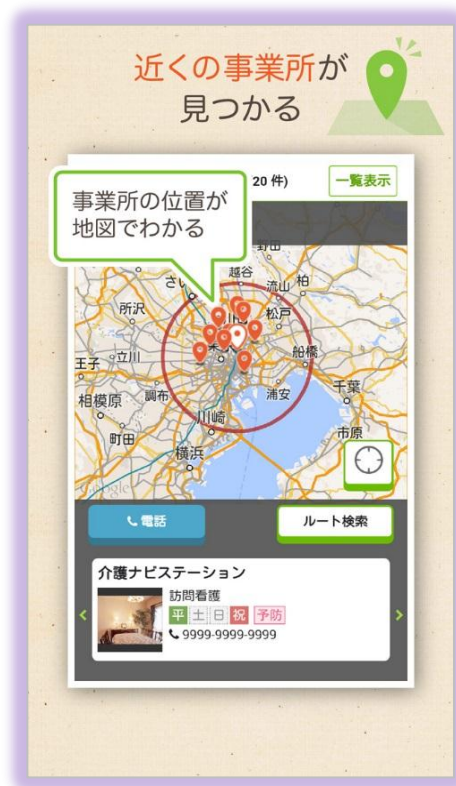 近くの事業所が
見つかる
20 件)
一覧表示
事業所の位置が
地図でわかる
野田
越谷
流山
柏
所沢
松戸
立川
船橋
王子
千葉
相模原
調布
浦安
川崎
町田
市原
横浜
Google
電話
ルート検索
介護ナビステーション
訪問看護
平 土 日 祝 予防
9999-9999-9999